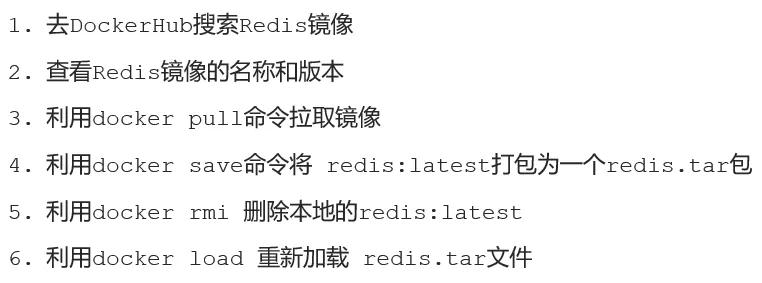 1. 去DockerHub搜索Redis镜像
2. 查看Redis镜像的名称和版本
3. 利用docker pull命令拉取镜像
4. 利用docker save命令将 redis:latest打包为一个redis.tar包
5. 利用docker rmi 删除本地的redis:latest
6. 利用docker load 重新加载 redis.tar文件